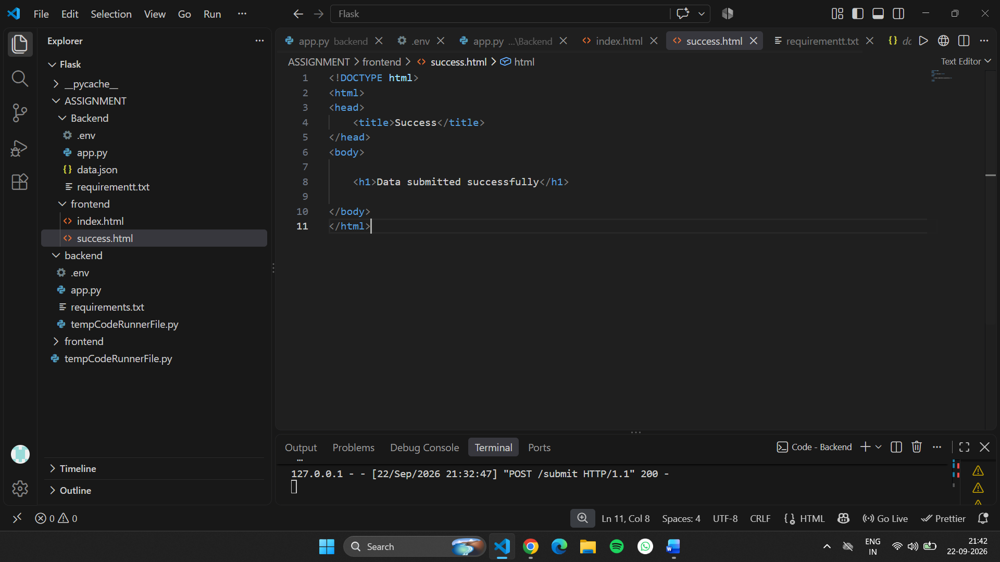 File Edit Selection View Go Run
Flask
Explorer
Flask
__pycache__
ASSIGNMENT
Backend
.env
app.py
data.json
requirementt.txt
frontend
index.html
success.html
backend
.env
app.py
requirements.txt
tempCodeRunnerFile.py
frontend
tempCodeRunnerFile.py
Timeline
Outline
app.py backend .env app.py ...\Backend index.html success.html requirementt.txt
ASSIGNMENT > frontend > success.html > html
Text Editor
1 <!DOCTYPE html>
2 <html>
3 <head>
4 <title>Success</title>
5 </head>
6 <body>
7
8 <h1>Data submitted successfully</h1>
9
10 </body>
11 </html>
Output Problems Debug Console Terminal Ports
Code - Backend
127.0.0.1 - - [22/Sep/2026 21:32:47] "POST /submit HTTP/1.1" 200 -
0 0
Ln 11, Col 8 Spaces: 4 UTF-8 CRLF HTML Go Live Prettier
Search
ENG
IN
21:42
22-09-2026